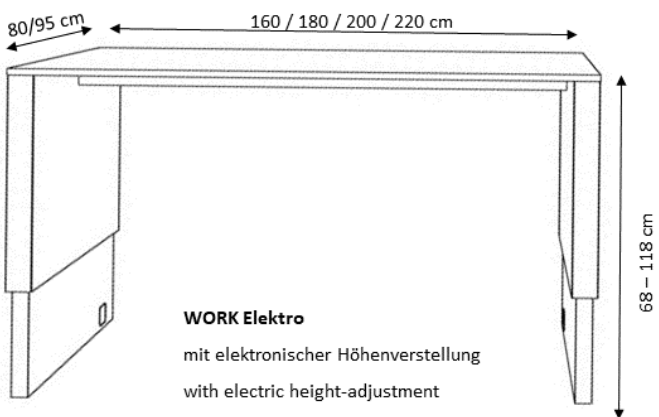 80/95 cm
160 / 180 / 200 / 220 cm
68 – 118 cm
WORK Elektro
mit elektronischer Höhenverstellung
with electric height-adjustment